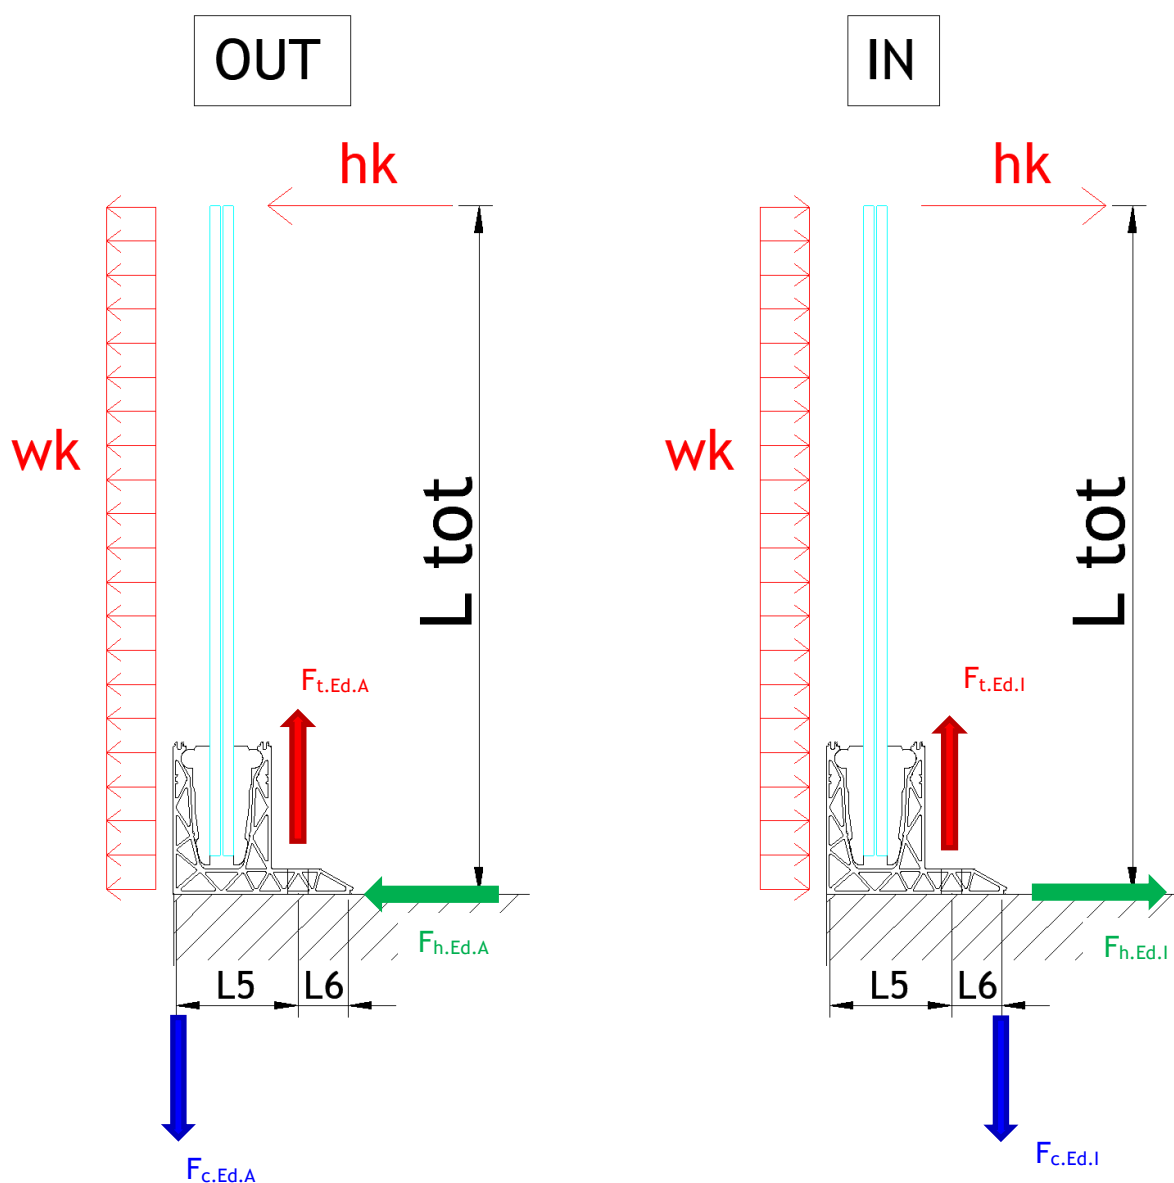 OUT
IN
hk
hk
wk
wk
L tot
L tot
Ft.Ed.A
Ft.Ed.I
Fh.Ed.A
Fh.Ed.I
L5
L6
L5
L6
Fc.Ed.A
Fc.Ed.I